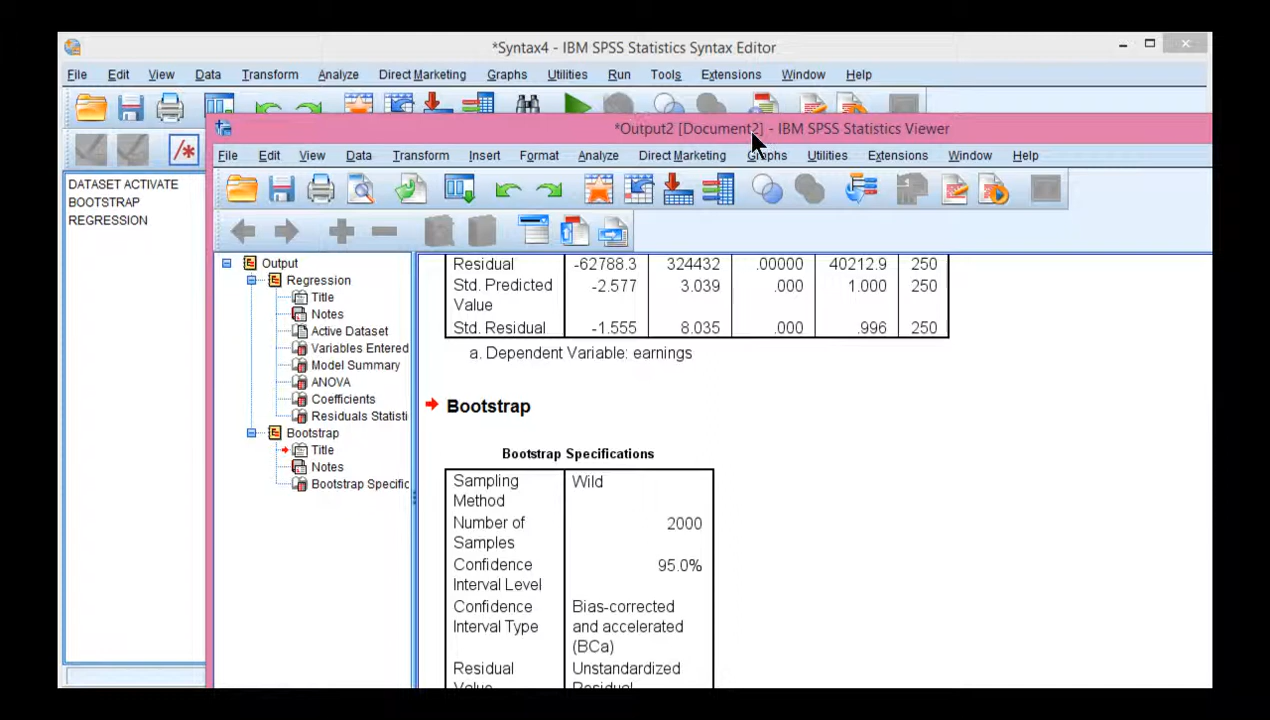 *Syntax4 - IBM SPSS Statistics Syntax Editor
File Edit View Data Transform Analyze Direct Marketing Graphs Utilities Run Tools Extensions Window Help
*Output2 [Document2] - IBM SPSS Statistics Viewer
File Edit View Data Transform Insert Format Analyze Direct Marketing Graphs Utilities Extensions Window Help
DATASET ACTIVATE
BOOTSTRAP
REGRESSION
Output
Regression
Title
Notes
Active Dataset
Variables Entered
Model Summary
ANOVA
Coefficients
Residuals Statisti
Bootstrap
Title
Notes
Bootstrap Specific
Residual -62788.3 324432 .00000 40212.9 250
Std. Predicted -2.577 3.039 .000 1.000 250
Value
Std. Residual -1.555 8.035 .000 .996 250
a. Dependent Variable: earnings
Bootstrap
Bootstrap Specifications
Sampling Wild
Method
Number of 2000
Samples
Confidence 95.0%
Interval Level
Confidence Bias-corrected
Interval Type and accelerated
(BCa)
Residual Unstandardized
Value Residual